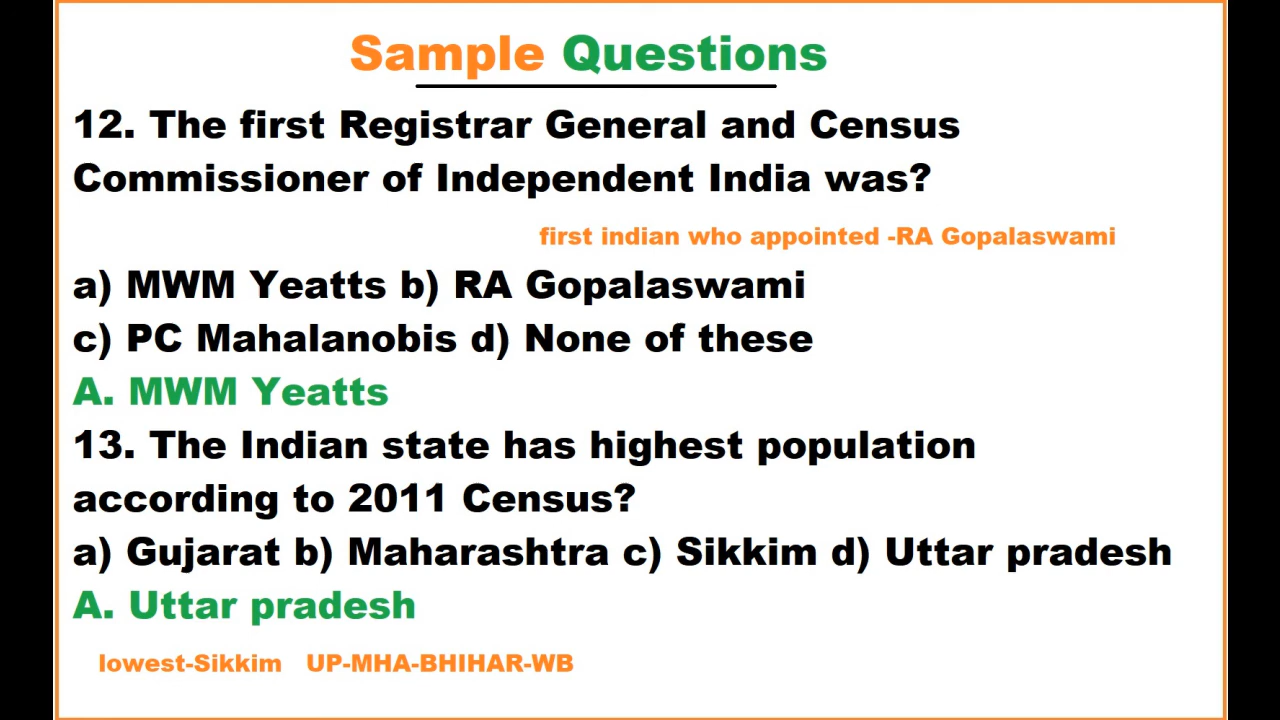 Sample Questions
12. The first Registrar General and Census
Commissioner of Independent India was?
first indian who appointed -RA Gopalaswami
a) MWM Yeatts b) RA Gopalaswami
c) PC Mahalanobis d) None of these
A. MWM Yeatts
13. The Indian state has highest population
according to 2011 Census?
a) Gujarat b) Maharashtra c) Sikkim d) Uttar pradesh
A. Uttar pradesh
lowest-Sikkim UP-MHA-BHIHAR-WB